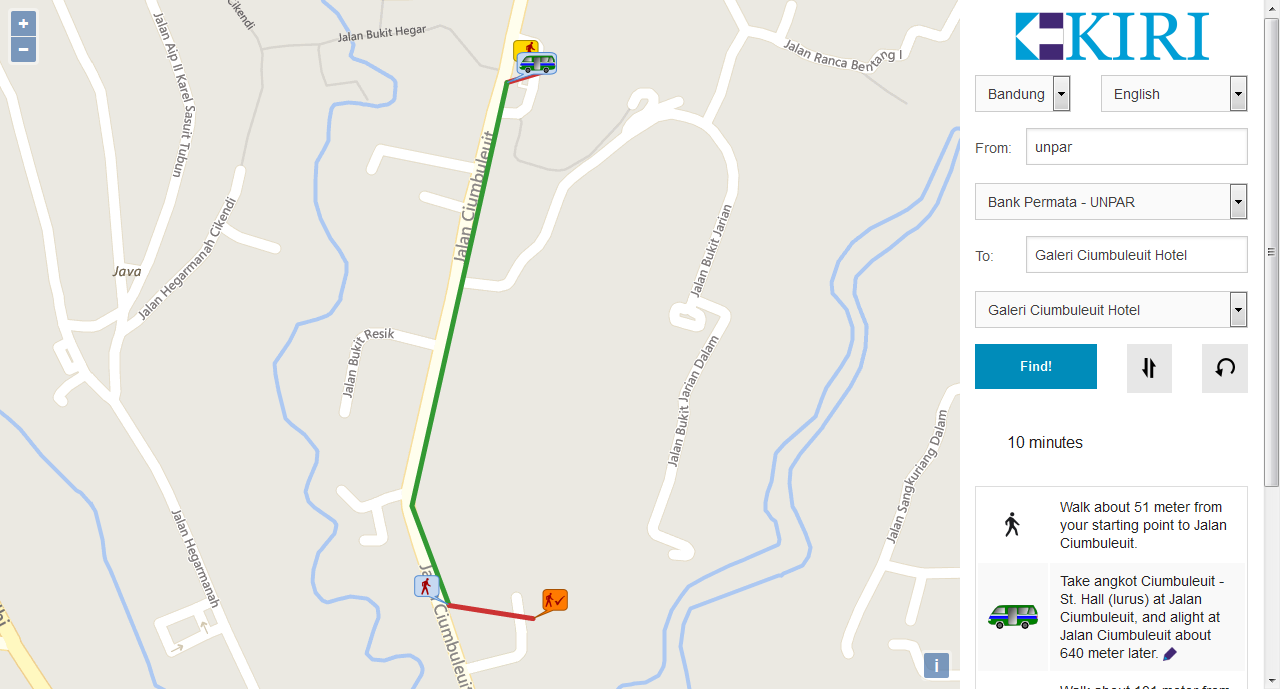 +
−
Cikendi
Jalan Aip II Karel Sasuit Tubun
Jalan Bukit Hegar
Jalan Ranca Bentang I
Jalan Ciumbuleuit
Java
Jalan Hegarmanah Cikendi
Jalan Bukit Jarian
Jalan Bukit Resik
Jalan Bukit Jarian Dalam
Jalan Sangkuriang Dalam
Jalan Hegarmanah
Jalan Ciumbuleuit
i
KIRI
Bandung
English
From:
unpar
Bank Permata - UNPAR
To:
Galeri Ciumbuleuit Hotel
Galeri Ciumbuleuit Hotel
Find!
10 minutes
Walk about 51 meter from
your starting point to Jalan
Ciumbuleuit.
Take angkot Ciumbuleuit -
St. Hall (lurus) at Jalan
Ciumbuleuit, and alight at
Jalan Ciumbuleuit about
640 meter later.